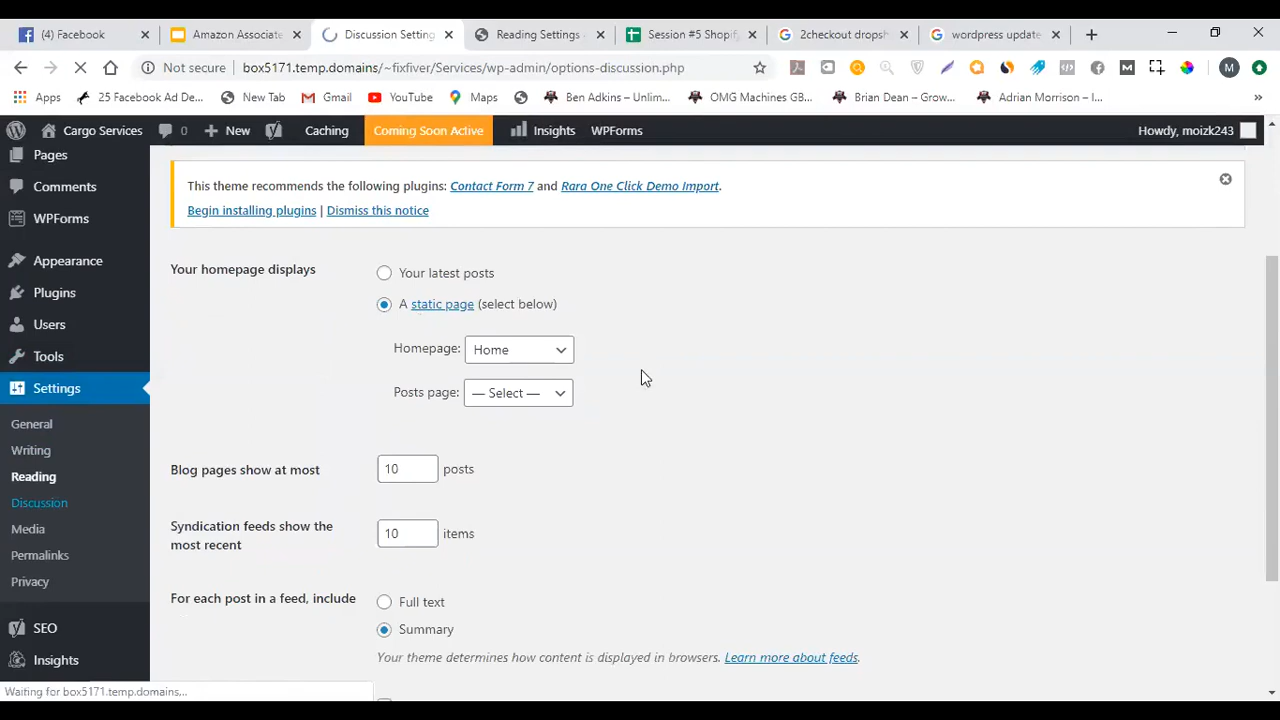 (4) Facebook
Amazon Associate
Discussion Setting
Reading Settings
Session #5 Shopify
2checkout dropsh
wordpress update
Not secure box5171.temp.domains/~fixfiver/Services/wp-admin/options-discussion.php
M
Apps
25 Facebook Ad De...
New Tab
Gmail
YouTube
Maps
Ben Adkins – Unlim...
OMG Machines GB...
Brian Dean – Grow...
Adrian Morrison – I...
»
Cargo Services
0
New
Caching
Coming Soon Active
Insights
WPForms
Howdy, moizk243
Pages
Comments
WPForms
Appearance
Plugins
Users
Tools
Settings
General
Writing
Reading
Discussion
Media
Permalinks
Privacy
SEO
Insights
This theme recommends the following plugins: Contact Form 7 and Rara One Click Demo Import.
Begin installing plugins | Dismiss this notice
Your homepage displays
Your latest posts
A static page (select below)
Homepage: Home
Posts page: — Select —
Blog pages show at most
10 posts
Syndication feeds show the
most recent
10 items
For each post in a feed, include
Full text
Summary
Your theme determines how content is displayed in browsers. Learn more about feeds.
Waiting for box5171.temp.domains...